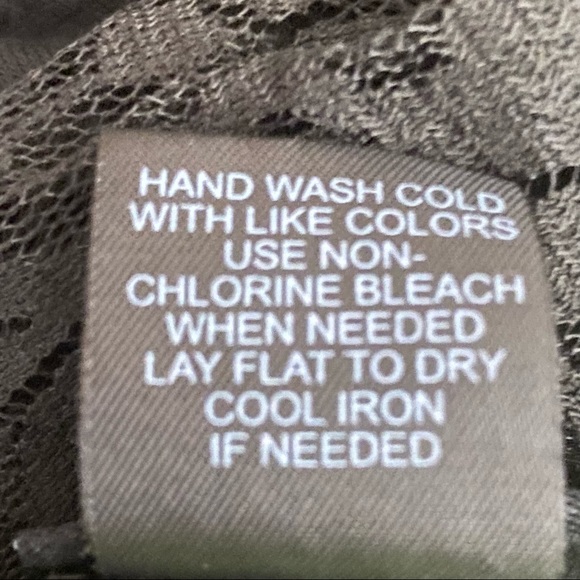 HAND WASH COLD
WITH LIKE COLORS
USE NON-
CHLORINE BLEACH
WHEN NEEDED
LAY FLAT TO DRY
COOL IRON
IF NEEDED